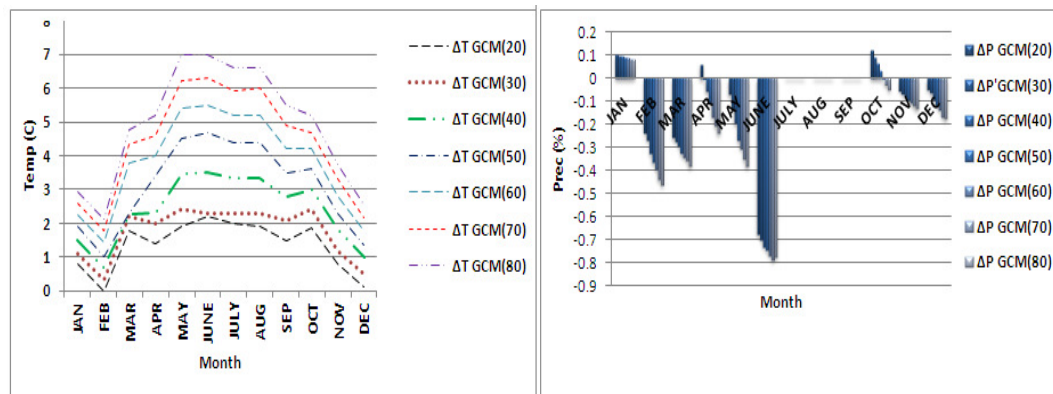 8
7
6
5
4
3
2
1
0
Temp (C)
JAN
FEB
MAR
APR
MAY
JUNE
JULY
AUG
SEP
OCT
NOV
DEC
Month
ΔT GCM(20)
ΔT GCM(30)
ΔT GCM(40)
ΔT GCM(50)
ΔT GCM(60)
ΔT GCM(70)
ΔT GCM(80)
0.2
0.1
0
-0.1
-0.2
-0.3
-0.4
-0.5
-0.6
-0.7
-0.8
-0.9
Prec (%)
JAN
FEB
MAR
APR
MAY
JUNE
JULY
AUG
SEP
OCT
NOV
DEC
Month
ΔP GCM(20)
ΔP'GCM(30)
ΔP GCM(40)
ΔP GCM(50)
ΔP GCM(60)
ΔP GCM(70)
ΔP GCM(80)